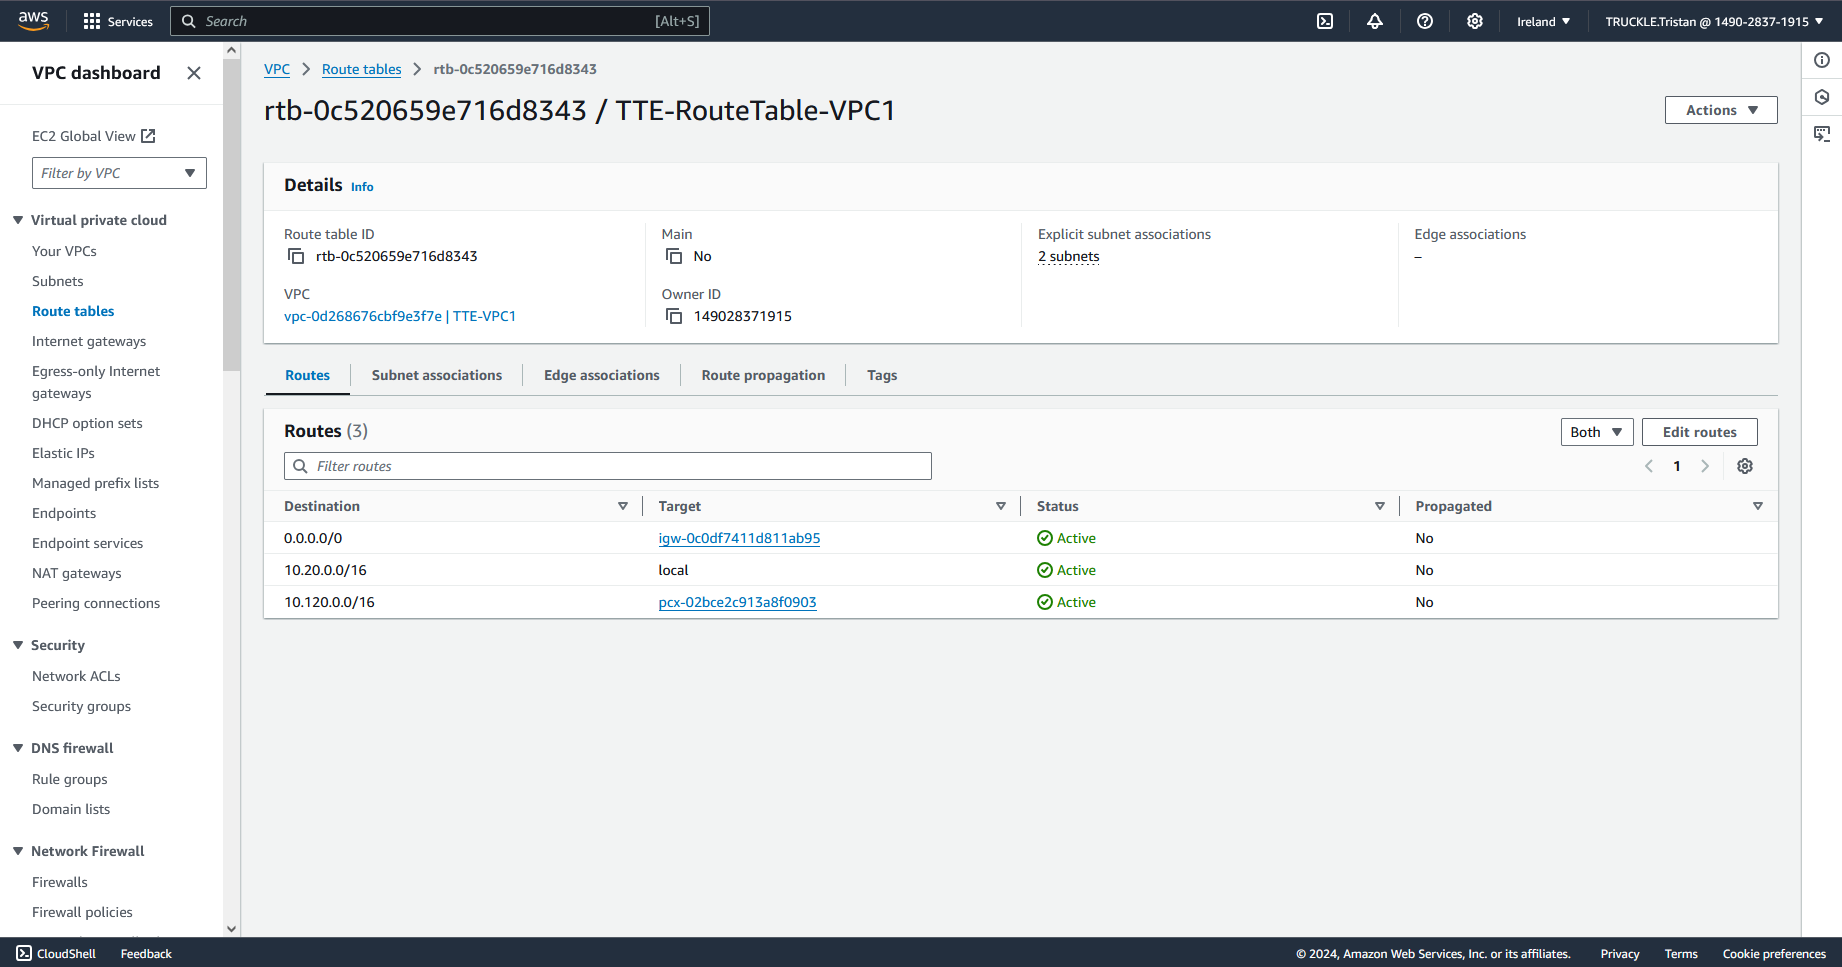 aws
Services
Search
[Alt+S]
Ireland
TRUCKLE.Tristan @ 1490-2837-1915
VPC dashboard
EC2 Global View
Filter by VPC
Virtual private cloud
Your VPCs
Subnets
Route tables
Internet gateways
Egress-only Internet
gateways
DHCP option sets
Elastic IPs
Managed prefix lists
Endpoints
Endpoint services
NAT gateways
Peering connections
Security
Network ACLs
Security groups
DNS firewall
Rule groups
Domain lists
Network Firewall
Firewalls
Firewall policies
VPC > Route tables > rtb-0c520659e716d8343
rtb-0c520659e716d8343 / TTE-RouteTable-VPC1
Actions
Details Info
Route table ID
rtb-0c520659e716d8343
Main
No
Explicit subnet associations
2 subnets
Edge associations
–
VPC
vpc-0d268676cbf9e3f7e | TTE-VPC1
Owner ID
149028371915
Routes
Subnet associations
Edge associations
Route propagation
Tags
Routes (3)
Both
Edit routes
Filter routes
1
Destination Target Status Propagated
0.0.0.0/0 igw-0c0df7411d811ab95 Active No
10.20.0.0/16 local Active No
10.120.0.0/16 pcx-02bce2c913a8f0903 Active No
CloudShell
Feedback
© 2024, Amazon Web Services, Inc. or its affiliates.
Privacy
Terms
Cookie preferences